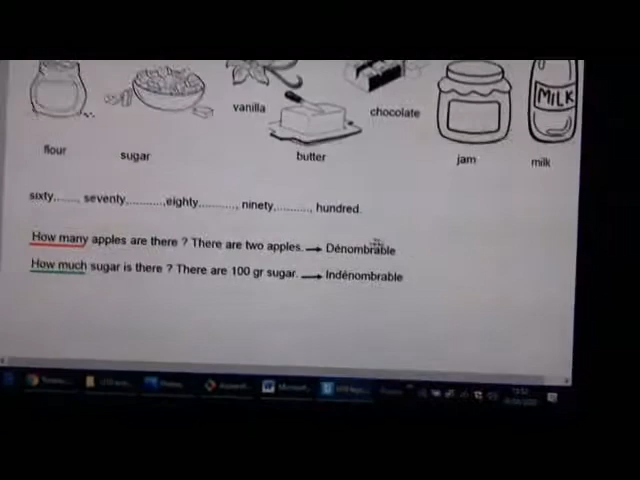 MILK
vanilla
chocolate
flour
sugar
butter
jam
milk
sixty......, seventy,..........,eighty,.........., ninety,.........., hundred.
How many apples are there ? There are two apples. → Dénombrable
How much sugar is there ? There are 100 gr sugar. → Indénombrable